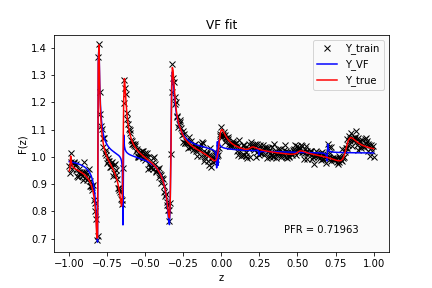 VF fit
Y_train
Y_VF
Y_true
F(z)
1.4
1.3
1.2
1.1
1.0
0.9
0.8
0.7
PFR = 0.71963
−1.00 −0.75 −0.50 −0.25 0.00 0.25 0.50 0.75 1.00
z